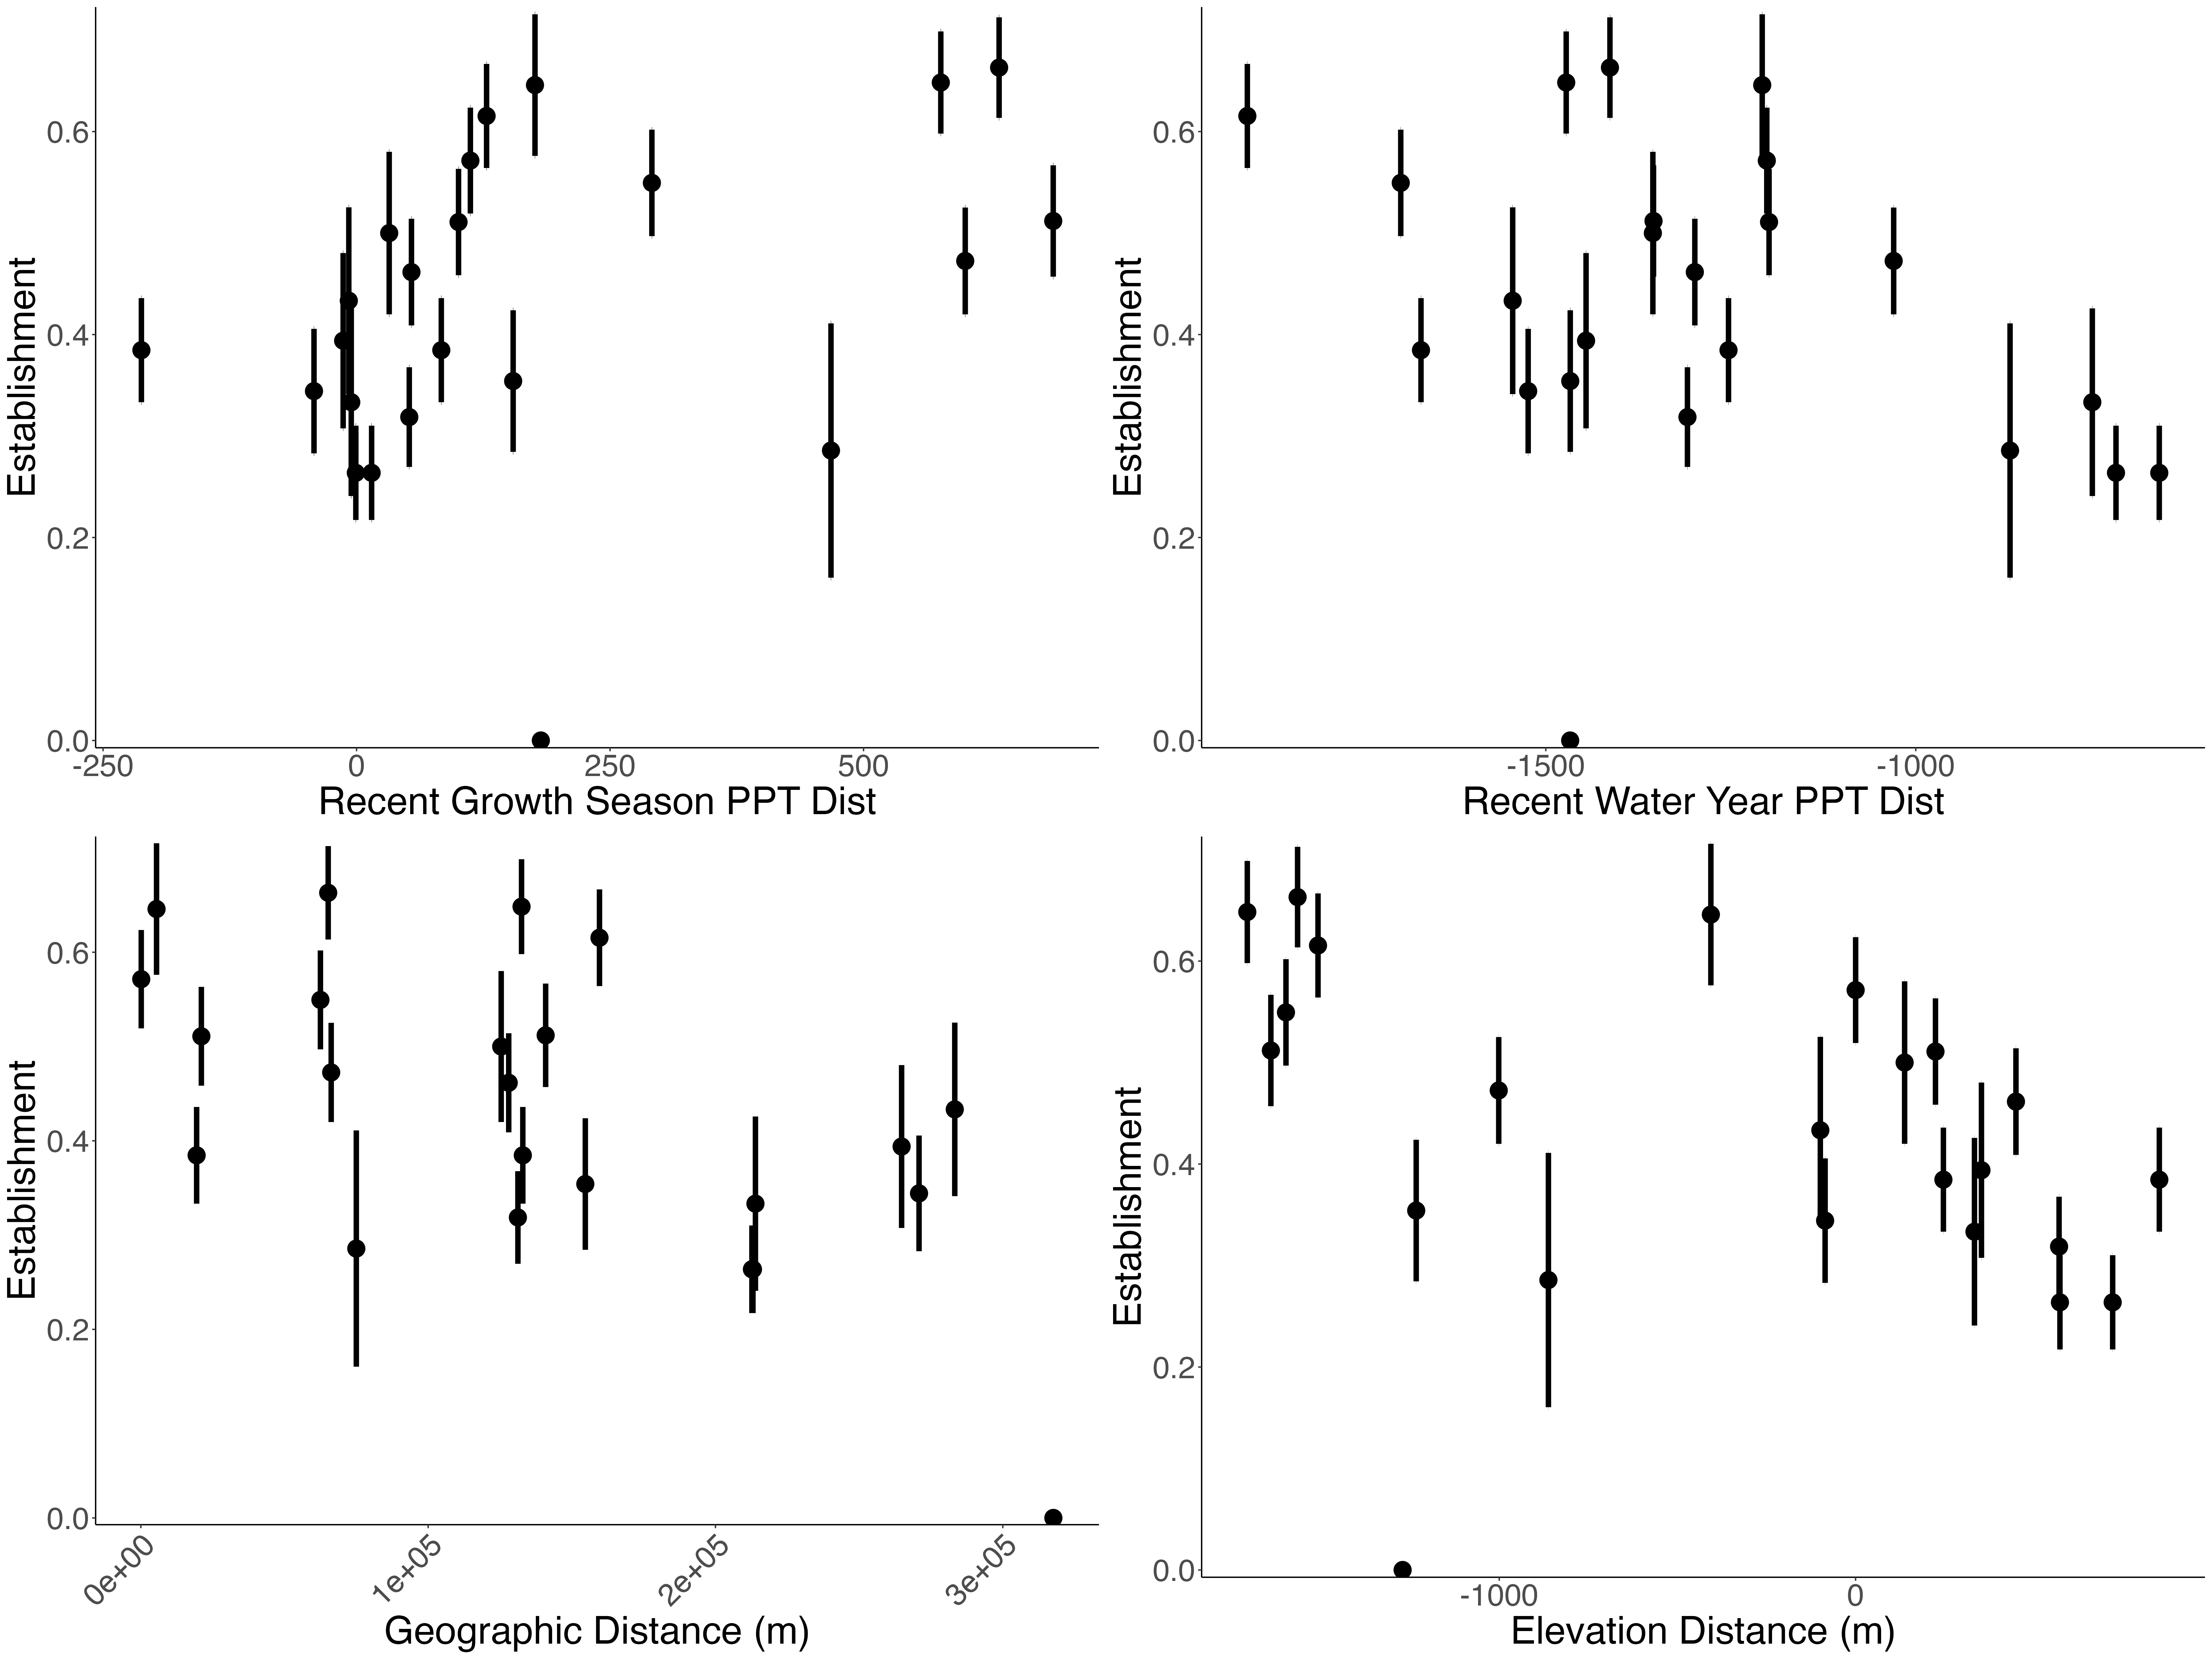 Establishment
0.6
0.4
0.2
0.0
-250
0
250
500
Recent Growth Season PPT Dist
Establishment
0.6
0.4
0.2
0.0
-1500
-1000
Recent Water Year PPT Dist
Establishment
0.6
0.4
0.2
0.0
0e+00
1e+05
2e+05
3e+05
Geographic Distance (m)
Establishment
0.6
0.4
0.2
0.0
-1000
0
Elevation Distance (m)